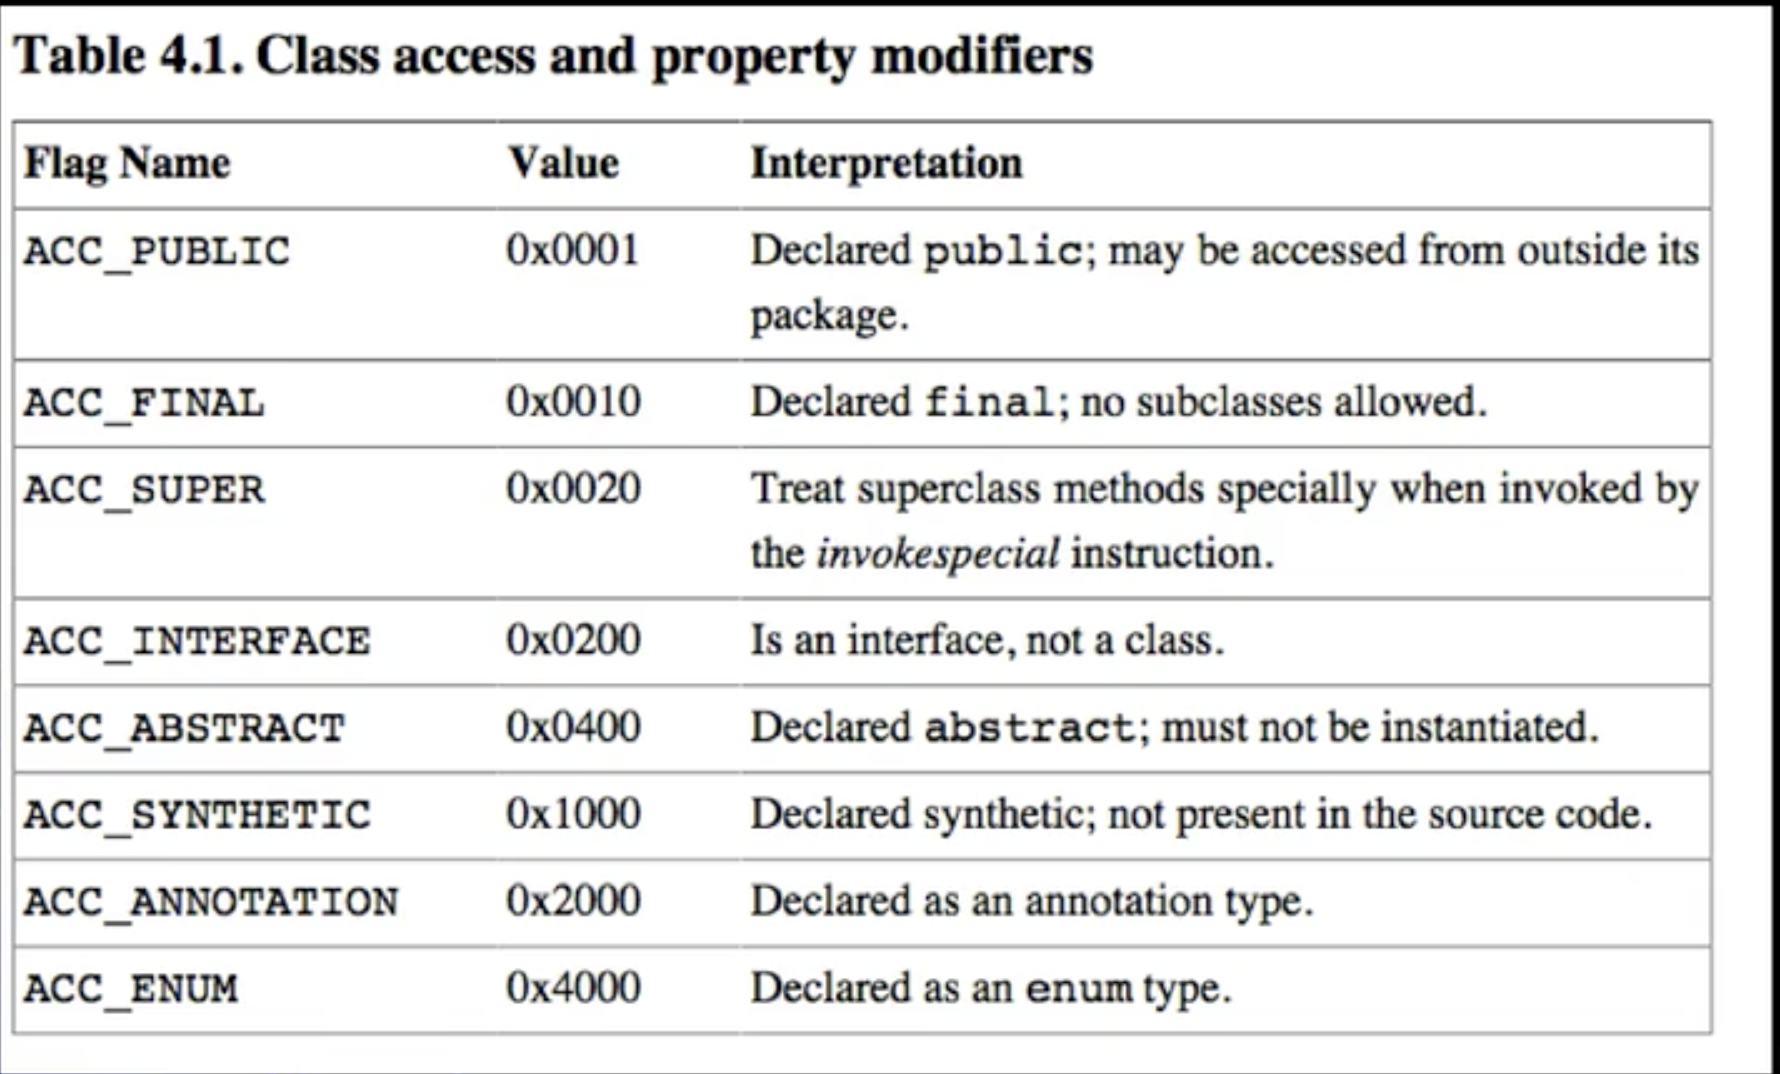 Table 4.1. Class access and property modifiers
Flag Name Value Interpretation
ACC_PUBLIC 0x0001 Declared public; may be accessed from outside its
package.
ACC_FINAL 0x0010 Declared final; no subclasses allowed.
ACC_SUPER 0x0020 Treat superclass methods specially when invoked by
the invokespecial instruction.
ACC_INTERFACE 0x0200 Is an interface, not a class.
ACC_ABSTRACT 0x0400 Declared abstract; must not be instantiated.
ACC_SYNTHETIC 0x1000 Declared synthetic; not present in the source code.
ACC_ANNOTATION 0x2000 Declared as an annotation type.
ACC_ENUM 0x4000 Declared as an enum type.